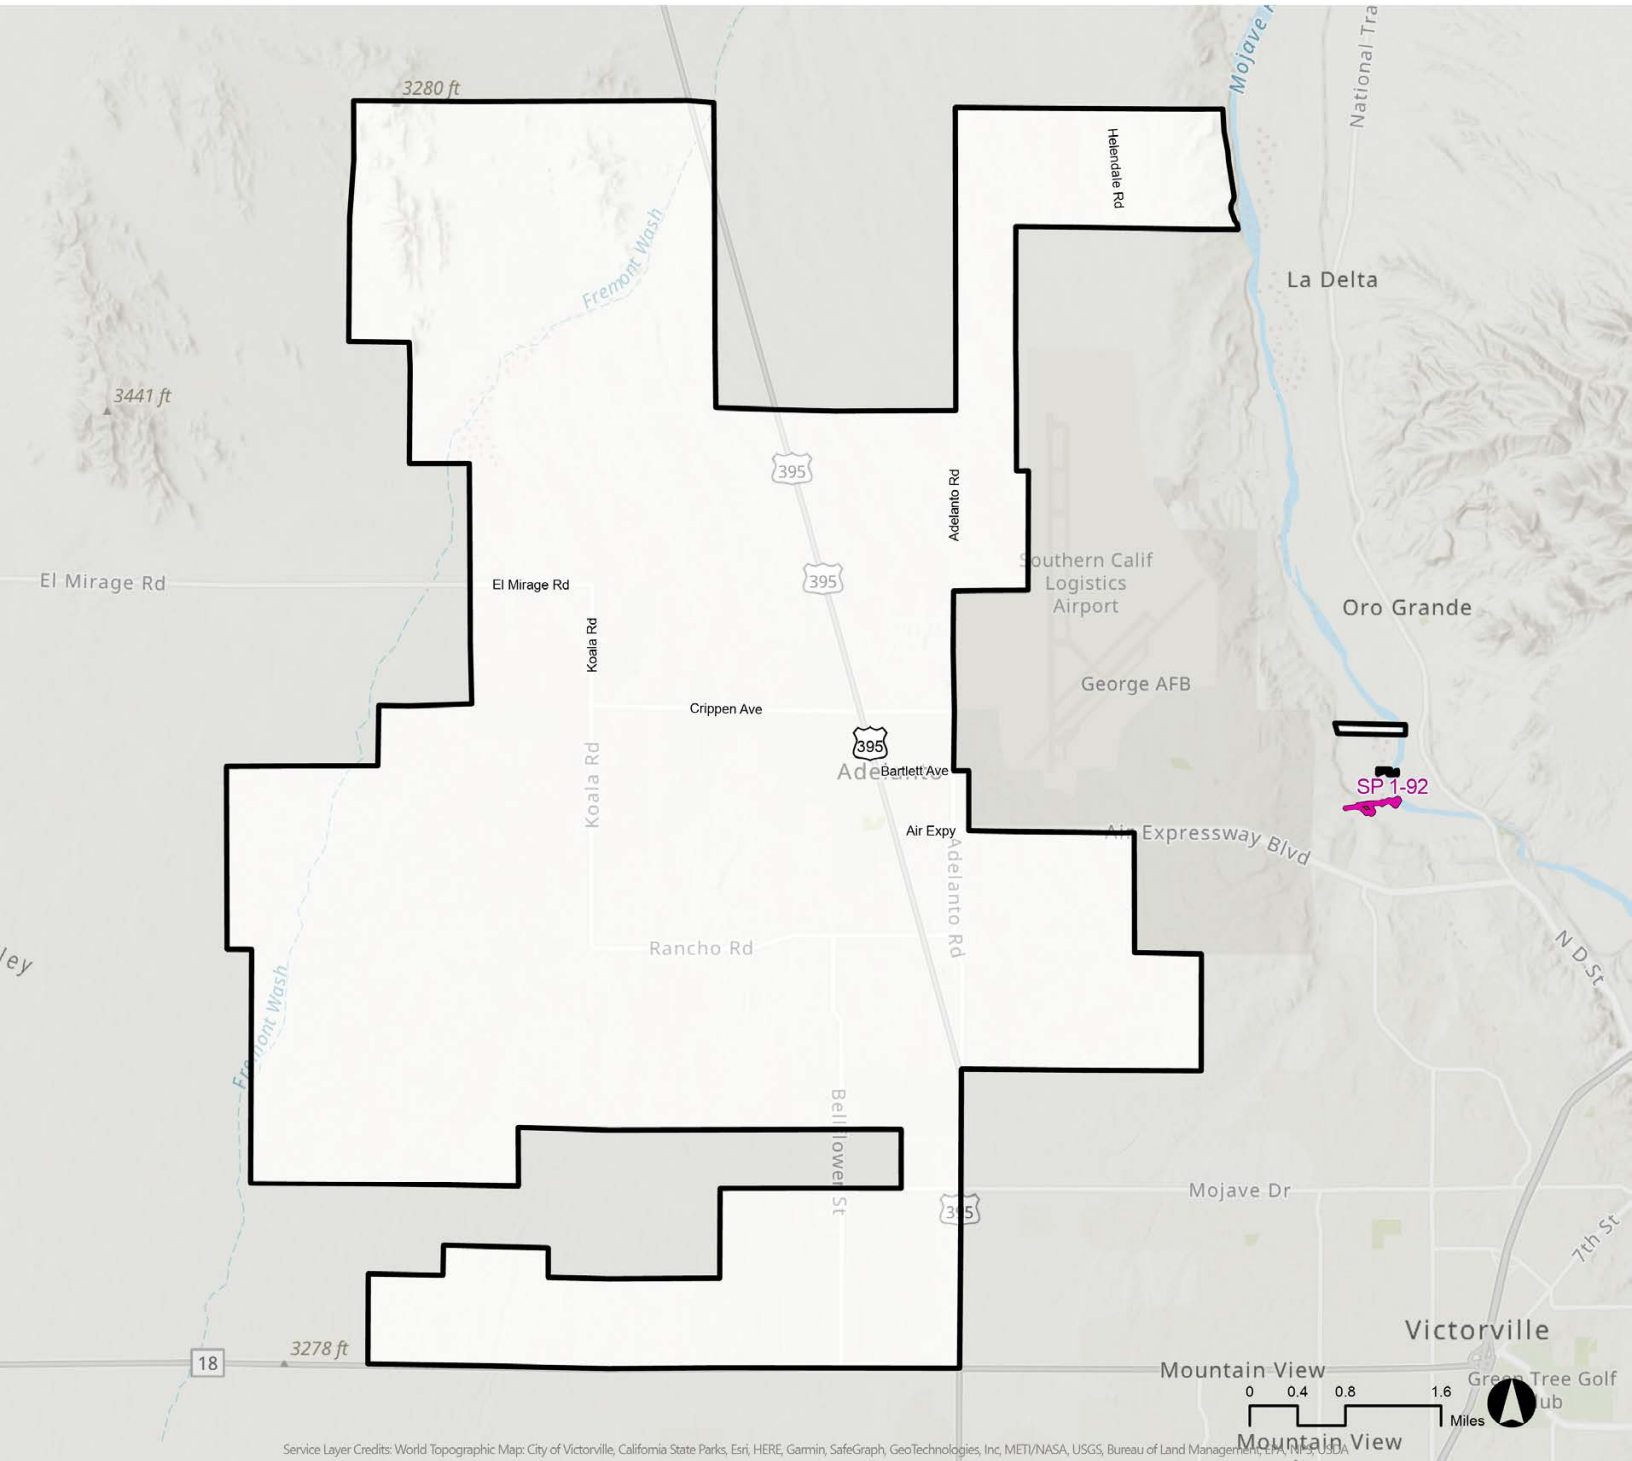 Mojave
National Tra
3280 ft
Helendale Rd
Fremont Wash
La Delta
3441 ft
395
Adelanto Rd
395
Southern Calif
Logistics
Airport
El Mirage Rd
El Mirage Rd
Oro Grande
Koala Rd
George AFB
Crippen Ave
395
Koala Rd
Adelanto
Bartlett Ave
SP 1-92
Air Expy
Air Expressway Blvd
Adelanto Rd
Rancho Rd
ley
N D St
Fremont Wash
Bellflower St
Mojave Dr
395
7th St
Victorville
3278 ft
18
Mountain View
Green Tree Golf
lub
0 0.4 0.8 1.6
Miles
Mountain View
Service Layer Credits: World Topographic Map: City of Victorville, California State Parks, Esri, HERE, Garmin, SafeGraph, GeoTechnologies, Inc, METI/NASA, USGS, Bureau of Land Management, EPA, NPS, USDA